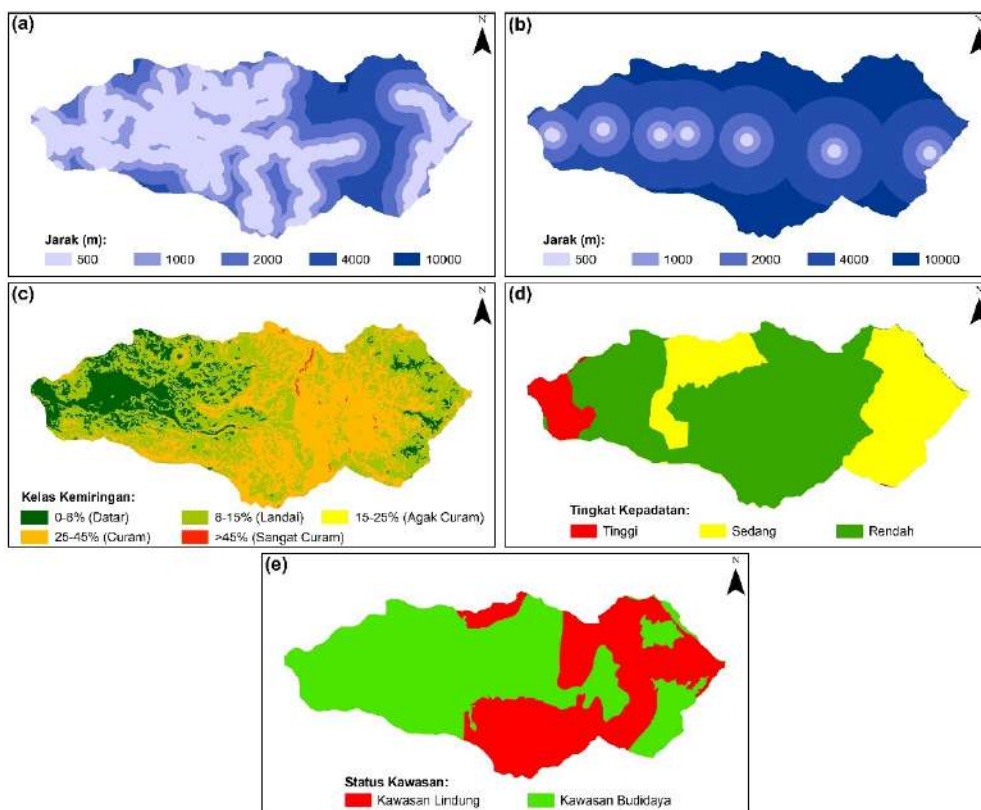 (a)
N
Jarak (m):
500 1000 2000 4000 10000
(b)
N
Jarak (m):
500 1000 2000 4000 10000
(c)
N
Kelas Kemiringan:
0-8% (Datar) 8-15% (Landai) 15-25% (Agak Curam)
25-45% (Curam) >45% (Sangat Curam)
(d)
N
Tingkat Kepadatan:
Tinggi Sedang Rendah
(e)
N
Status Kawasan:
Kawasan Lindung Kawasan Budidaya